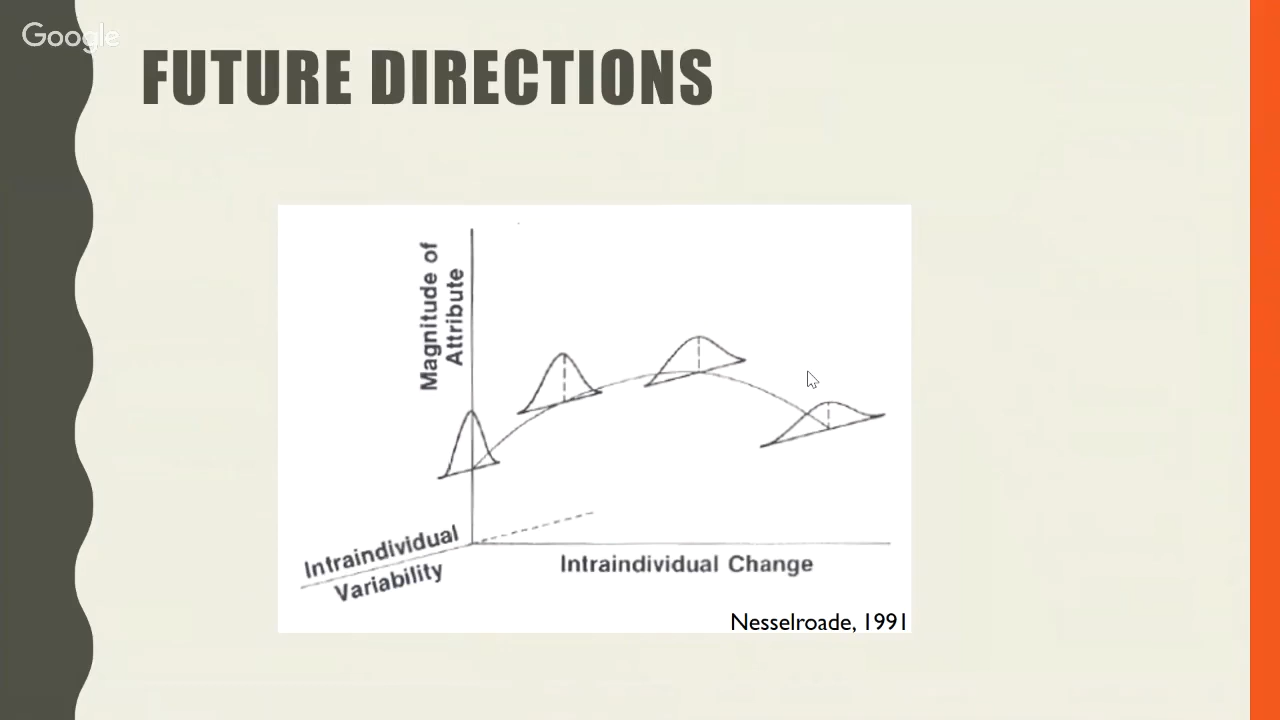 Google
FUTURE DIRECTIONS
Magnitude of
Attribute
Intraindividual
Variability
Intraindividual Change
Nesselroade, 1991